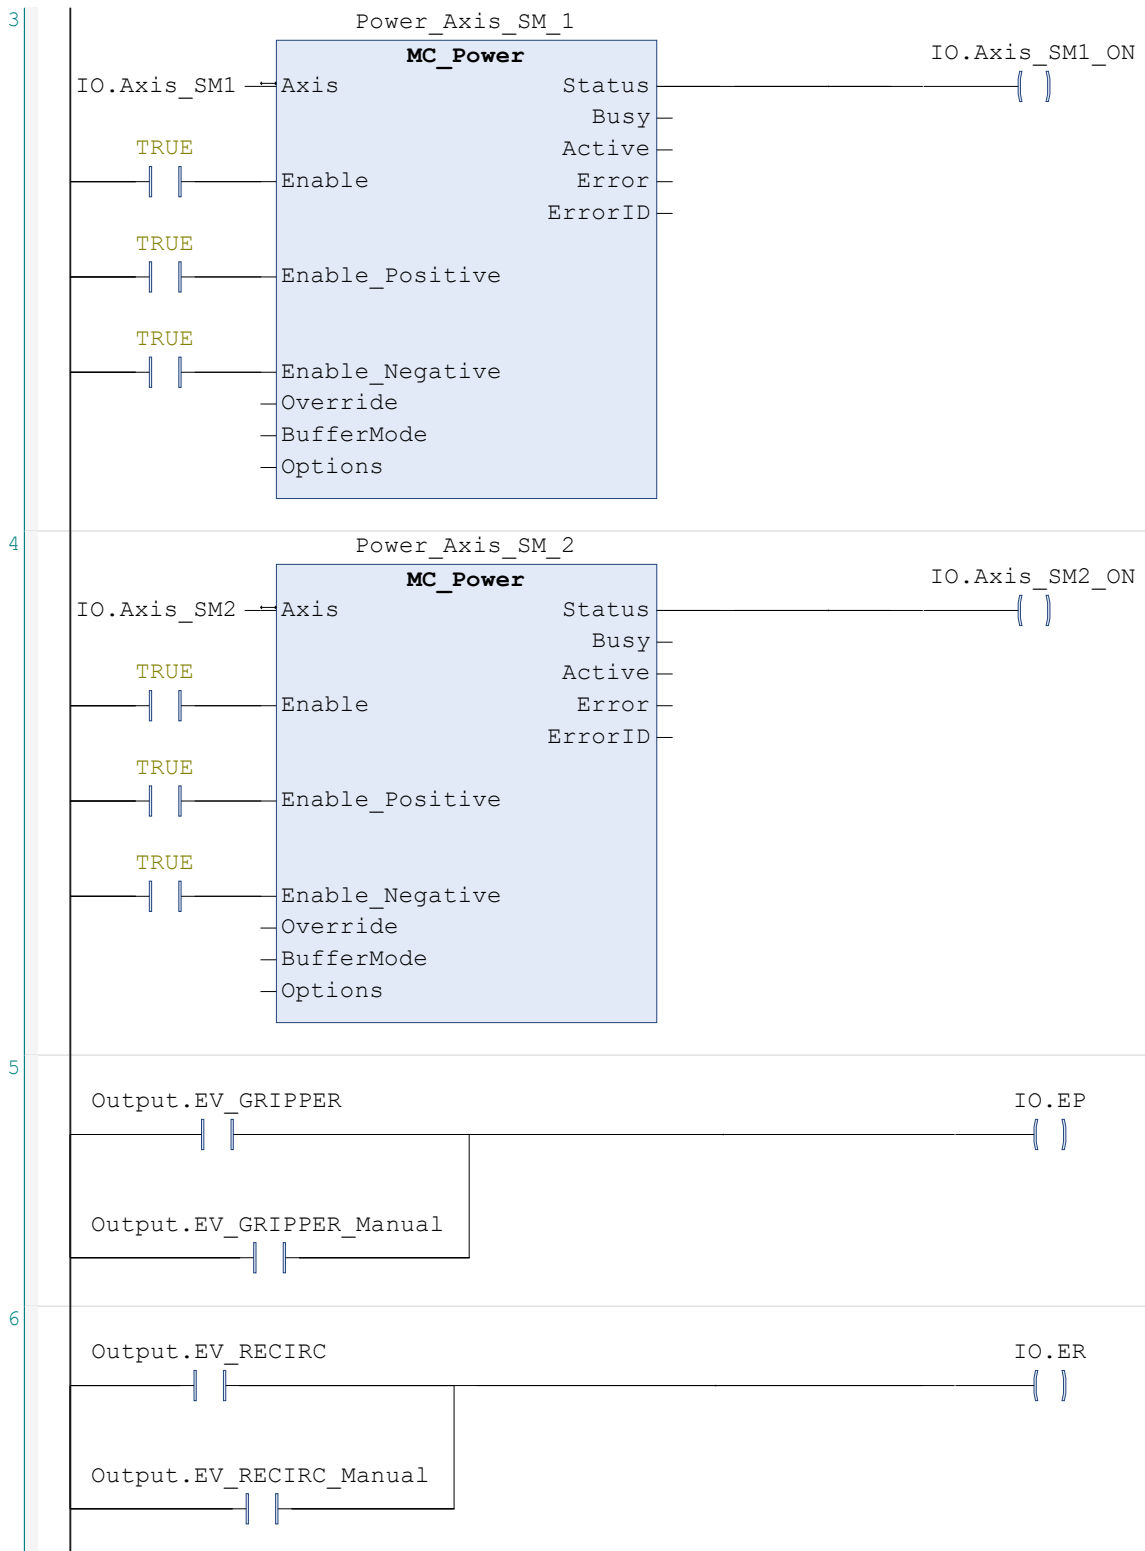 3
Power_Axis_SM_1
MC_Power
IO.Axis_SM1_ON
IO.Axis_SM1 Axis Status
Busy
TRUE Active
Enable Error
ErrorID
TRUE
Enable_Positive
TRUE
Enable_Negative
Override
BufferMode
Options
4
Power_Axis_SM_2
MC_Power
IO.Axis_SM2_ON
IO.Axis_SM2 Axis Status
Busy
TRUE Active
Enable Error
ErrorID
TRUE
Enable_Positive
TRUE
Enable_Negative
Override
BufferMode
Options
5
Output.EV_GRIPPER IO.EP
Output.EV_GRIPPER_Manual
6
Output.EV_RECIRC IO.ER
Output.EV_RECIRC_Manual